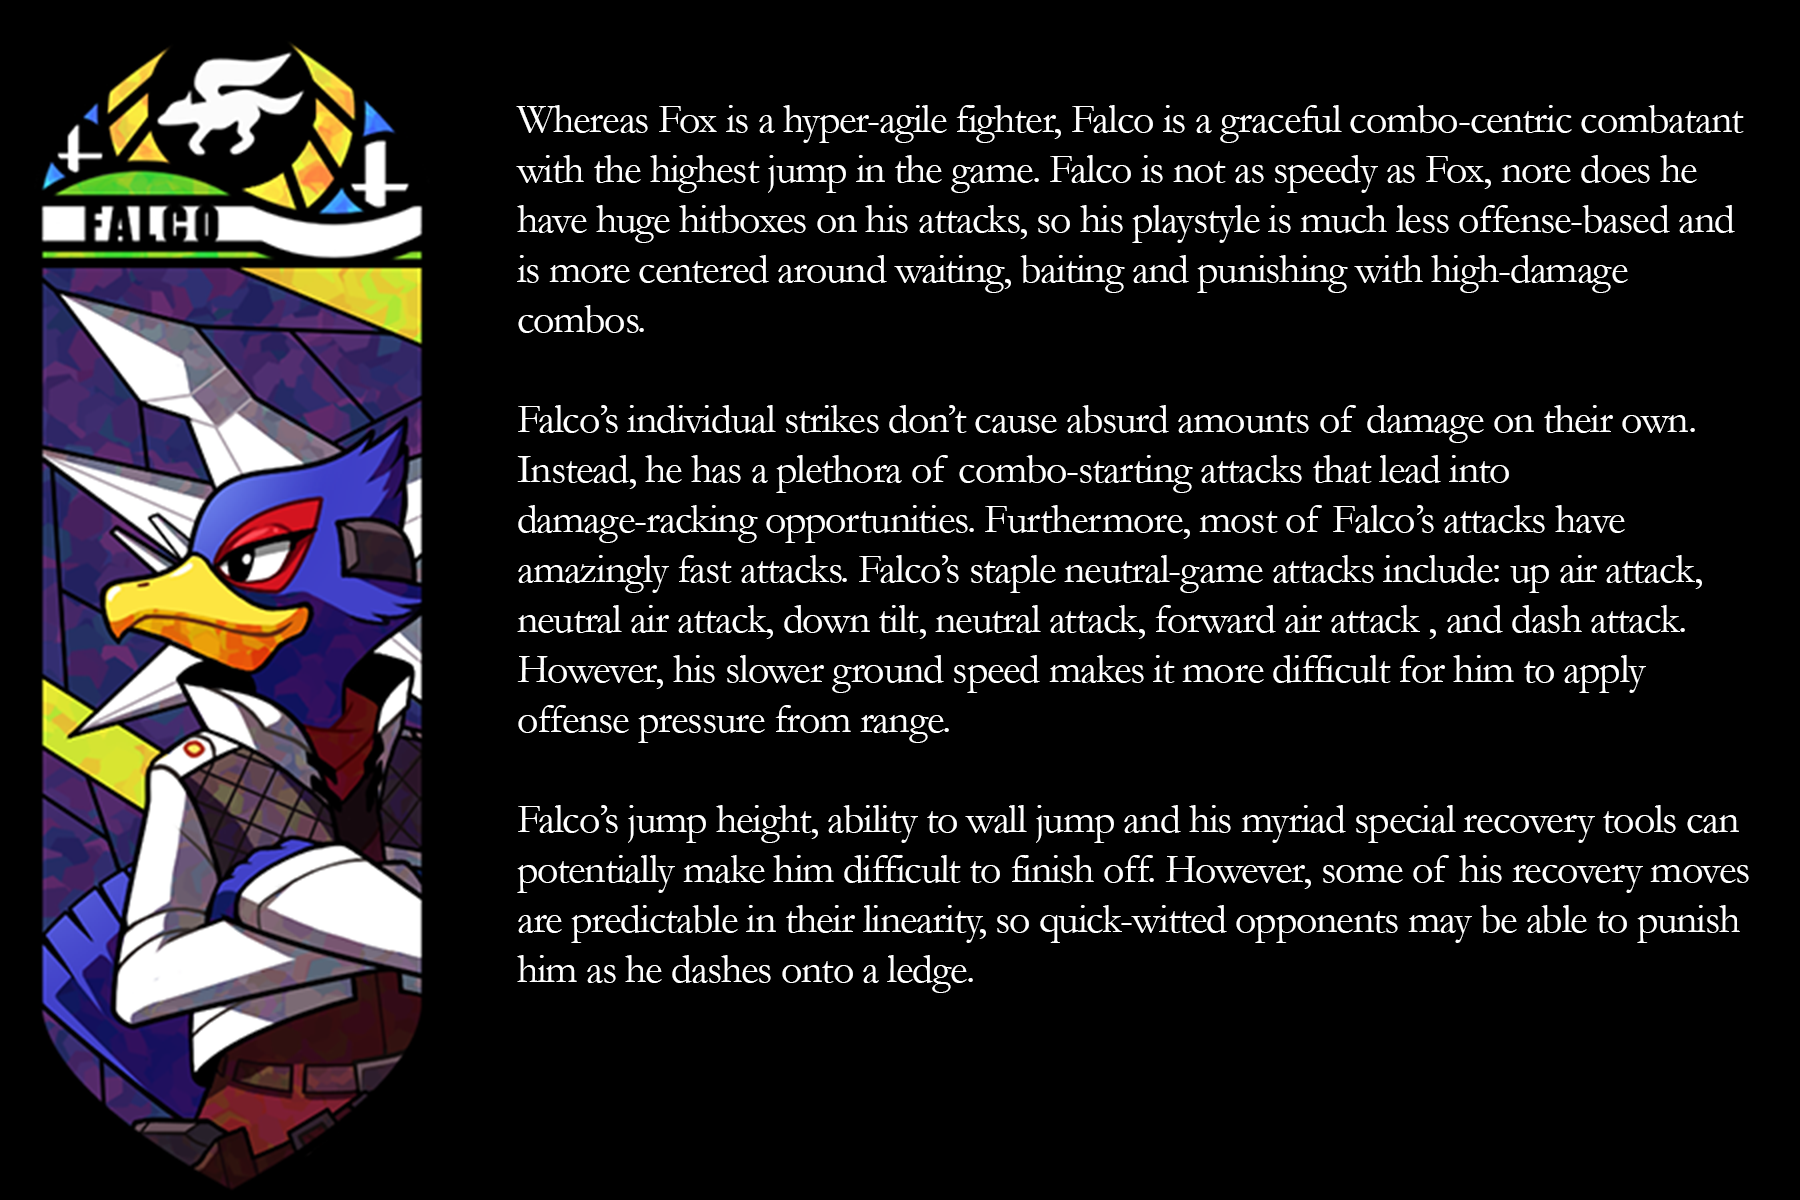 FALCO
Whereas Fox is a hyper-agile fighter, Falco is a graceful combo-centric combatant
with the highest jump in the game. Falco is not as speedy as Fox, nore does he
have huge hitboxes on his attacks, so his playstyle is much less offense-based and
is more centered around waiting, baiting and punishing with high-damage
combos.
Falco’s individual strikes don’t cause absurd amounts of damage on their own.
Instead, he has a plethora of combo-starting attacks that lead into
damage-racking opportunities. Furthermore, most of Falco’s attacks have
amazingly fast attacks. Falco’s staple neutral-game attacks include: up air attack,
neutral air attack, down tilt, neutral attack, forward air attack , and dash attack.
However, his slower ground speed makes it more difficult for him to apply
offense pressure from range.
Falco’s jump height, ability to wall jump and his myriad special recovery tools can
potentially make him difficult to finish off. However, some of his recovery moves
are predictable in their linearity, so quick-witted opponents may be able to punish
him as he dashes onto a ledge.